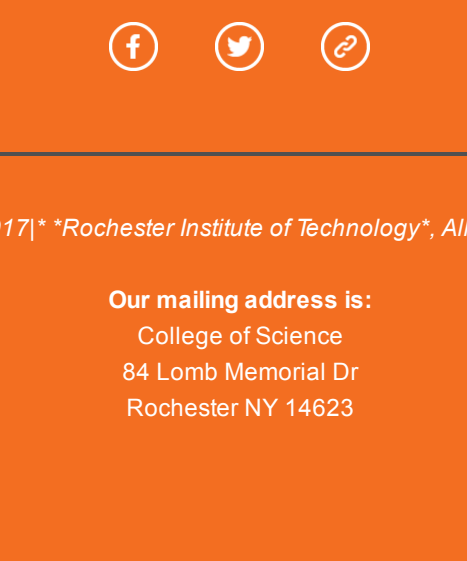 017|* *Rochester Institute of Technology*, All
Our mailing address is:
College of Science
84 Lomb Memorial Dr
Rochester NY 14623